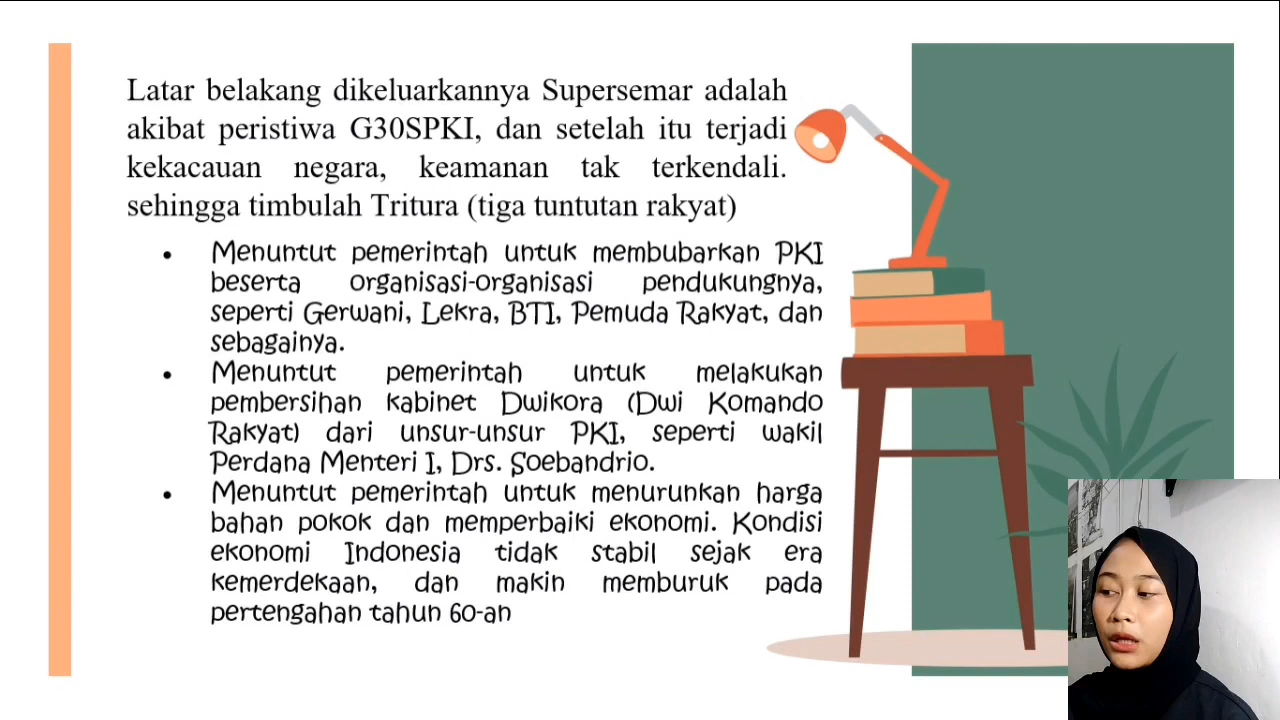 Latar belakang dikeluarkannya Supersemar adalah
akibat peristiwa G30SPKI, dan setelah itu terjadi
kekacauan negara, keamanan tak terkendali.
sehingga timbulah Tritura (tiga tuntutan rakyat)
• Menuntut pemerintah untuk membubarkan PKI
beserta organisasi-organisasi pendukungnya,
seperti Gerwani, Lekra, BTI, Pemuda Rakyat, dan
sebagainya.
• Menuntut pemerintah untuk melakukan
pembersihan kabinet Dwikora (Dwi Komando
Rakyat) dari unsur-unsur PKI, seperti wakil
Perdana Menteri I, Drs. Soebandrio.
• Menuntut pemerintah untuk menurunkan harga
bahan pokok dan memperbaiki ekonomi. Kondisi
ekonomi Indonesia tidak stabil sejak era
kemerdekaan, dan makin memburuk pada
pertengahan tahun 60-an